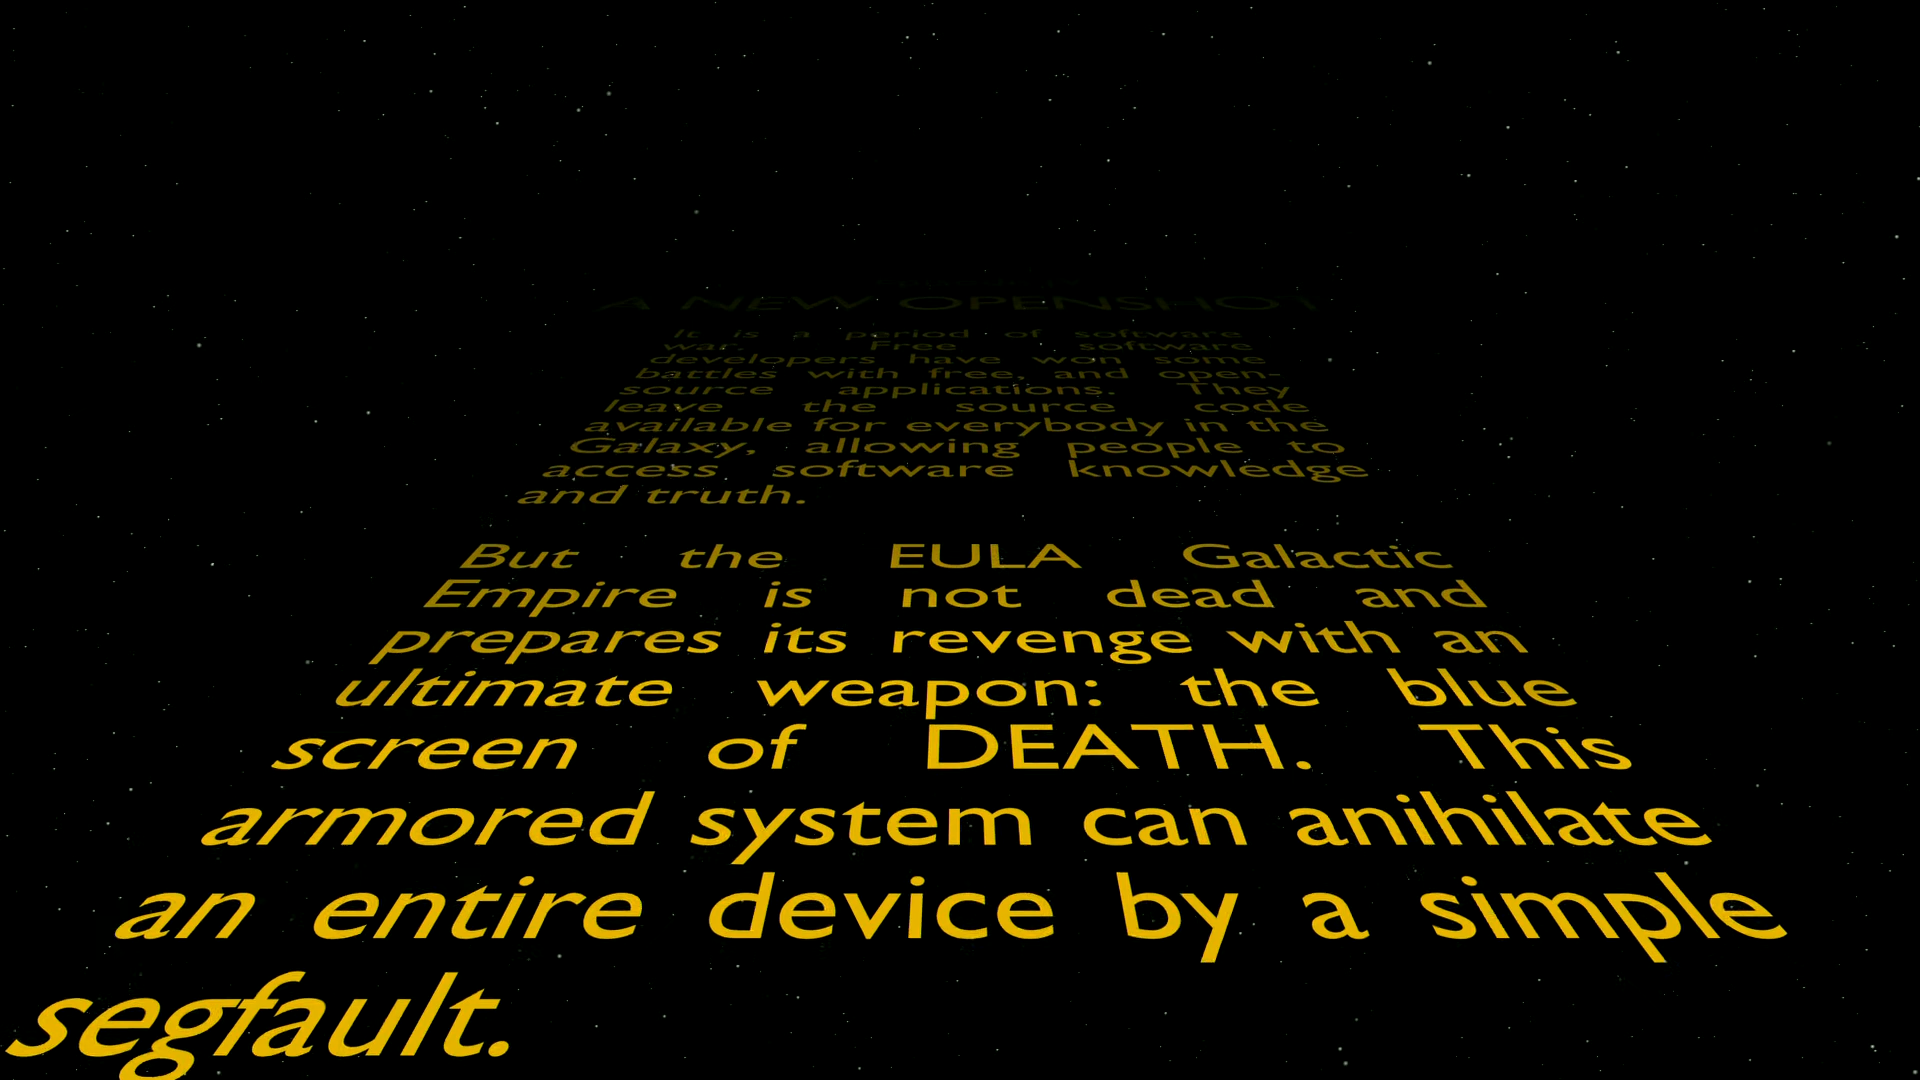 A NEW OPENSHOT
It is a period of software
war. Free software
developers have won some
battles with free, and open-
source applications. They
leave the source code
available for everybody in the
Galaxy, allowing people to
access software knowledge
and truth.
But the EULA Galactic
Empire is not dead and
prepares its revenge with an
ultimate weapon: the blue
screen of DEATH. This
armored system can anihilate
an entire device by a simple
segfault.